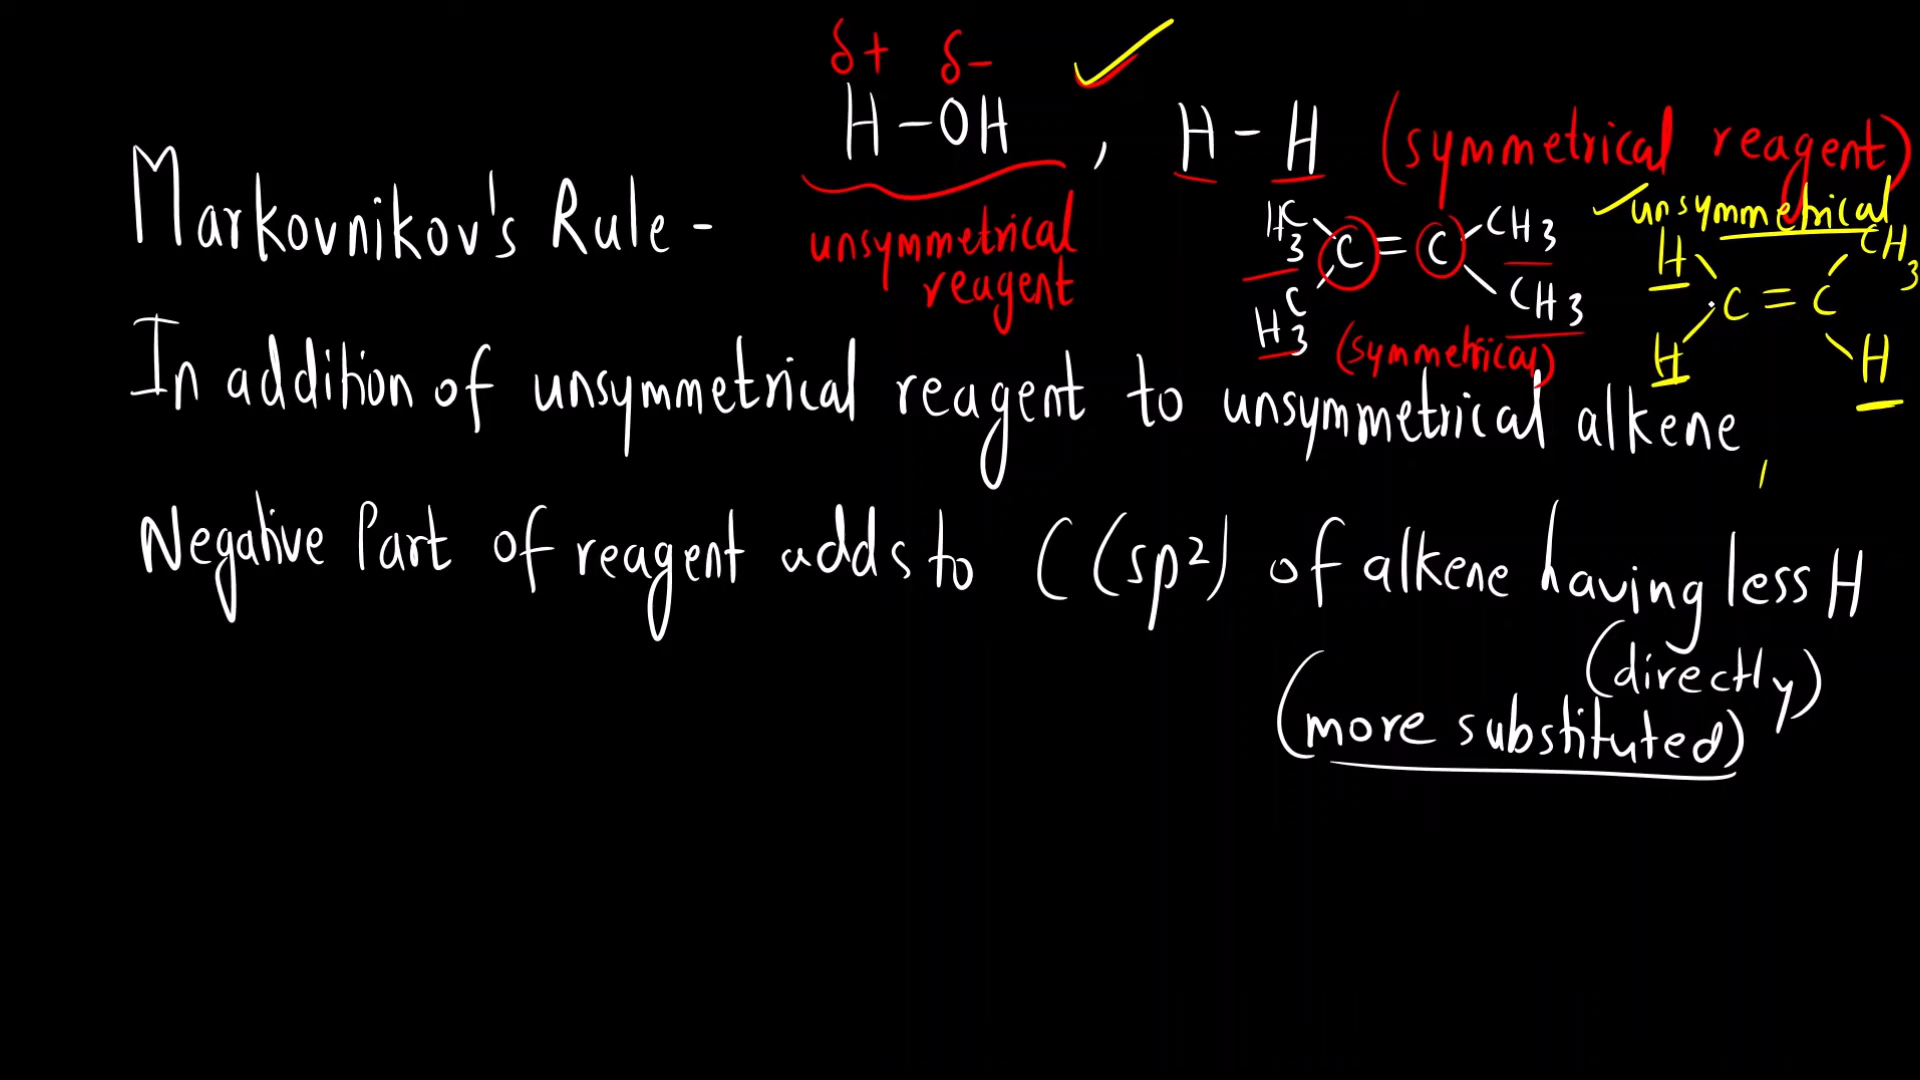 δ+ δ-
H-OH , H-H (symmetrical reagent)
Markovnikov's Rule -
unsymmetrical
reagent
H3C CH3
C=C
H3C CH3
(symmetrical)
unsymmetrical
H CH3
C=C
H H
In addition of unsymmetrical reagent to unsymmetrical alkene,
Negative Part of reagent adds to C(sp2) of alkene having less H
(directly)
(more substituted)